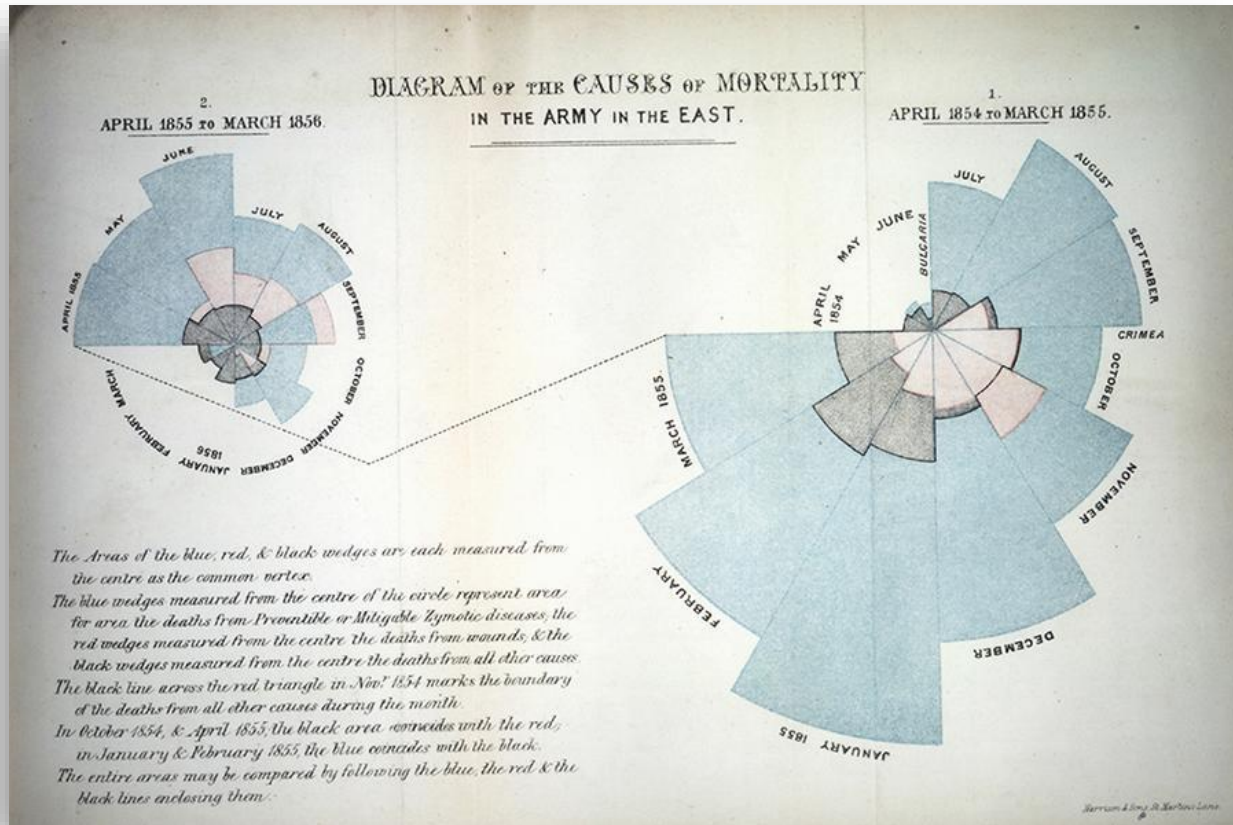 DIAGRAM OF THE CAUSES OF MORTALITY
IN THE ARMY IN THE EAST.
2.
APRIL 1855 TO MARCH 1856.
1.
APRIL 1854 TO MARCH 1855.
APRIL 1855
MAY
JUNE
JULY
AUGUST
SEPTEMBER
OCTOBER
NOVEMBER
DECEMBER
JANUARY 1856
FEBRUARY
MARCH
APRIL 1854
MAY
JUNE
BULGARIA
JULY
AUGUST
SEPTEMBER
CRIMEA
OCTOBER
NOVEMBER
DECEMBER
JANUARY 1855
FEBRUARY
MARCH 1855.
The Areas of the blue, red, & black wedges are each measured from
the centre as the common vertex.
The blue wedges measured from the centre of the circle represent area
for area the deaths from Preventible or Mitigable Zymotic diseases; the
red wedges measured from the centre the deaths from wounds; & the
black wedges measured from the centre the deaths from all other causes.
The black line across the red triangle in Novr. 1854 marks the boundary
of the deaths from all other causes during the month.
In October 1854, & April 1855, the black area coincides with the red;
in January & February 1855, the blue coincides with the black.
The entire areas may be compared by following the blue, the red & the
black lines enclosing them.
Harrison & Sons, St. Martins Lane.